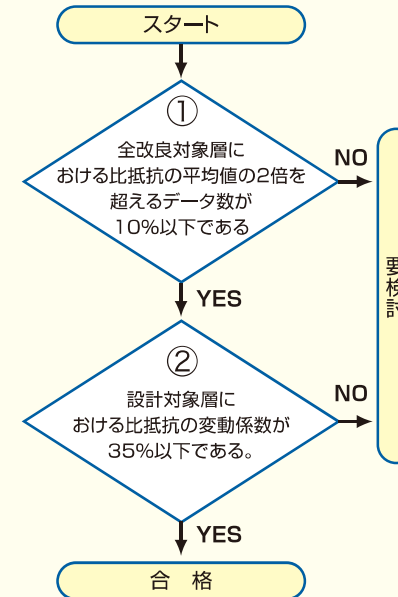 スタート
①
全改良対象層に
おける比抵抗の平均値の2倍を
超えるデータ数が
10%以下である
NO
要検討
YES
②
設計対象層に
おける比抵抗の変動係数が
35%以下である。
NO
YES
合 格